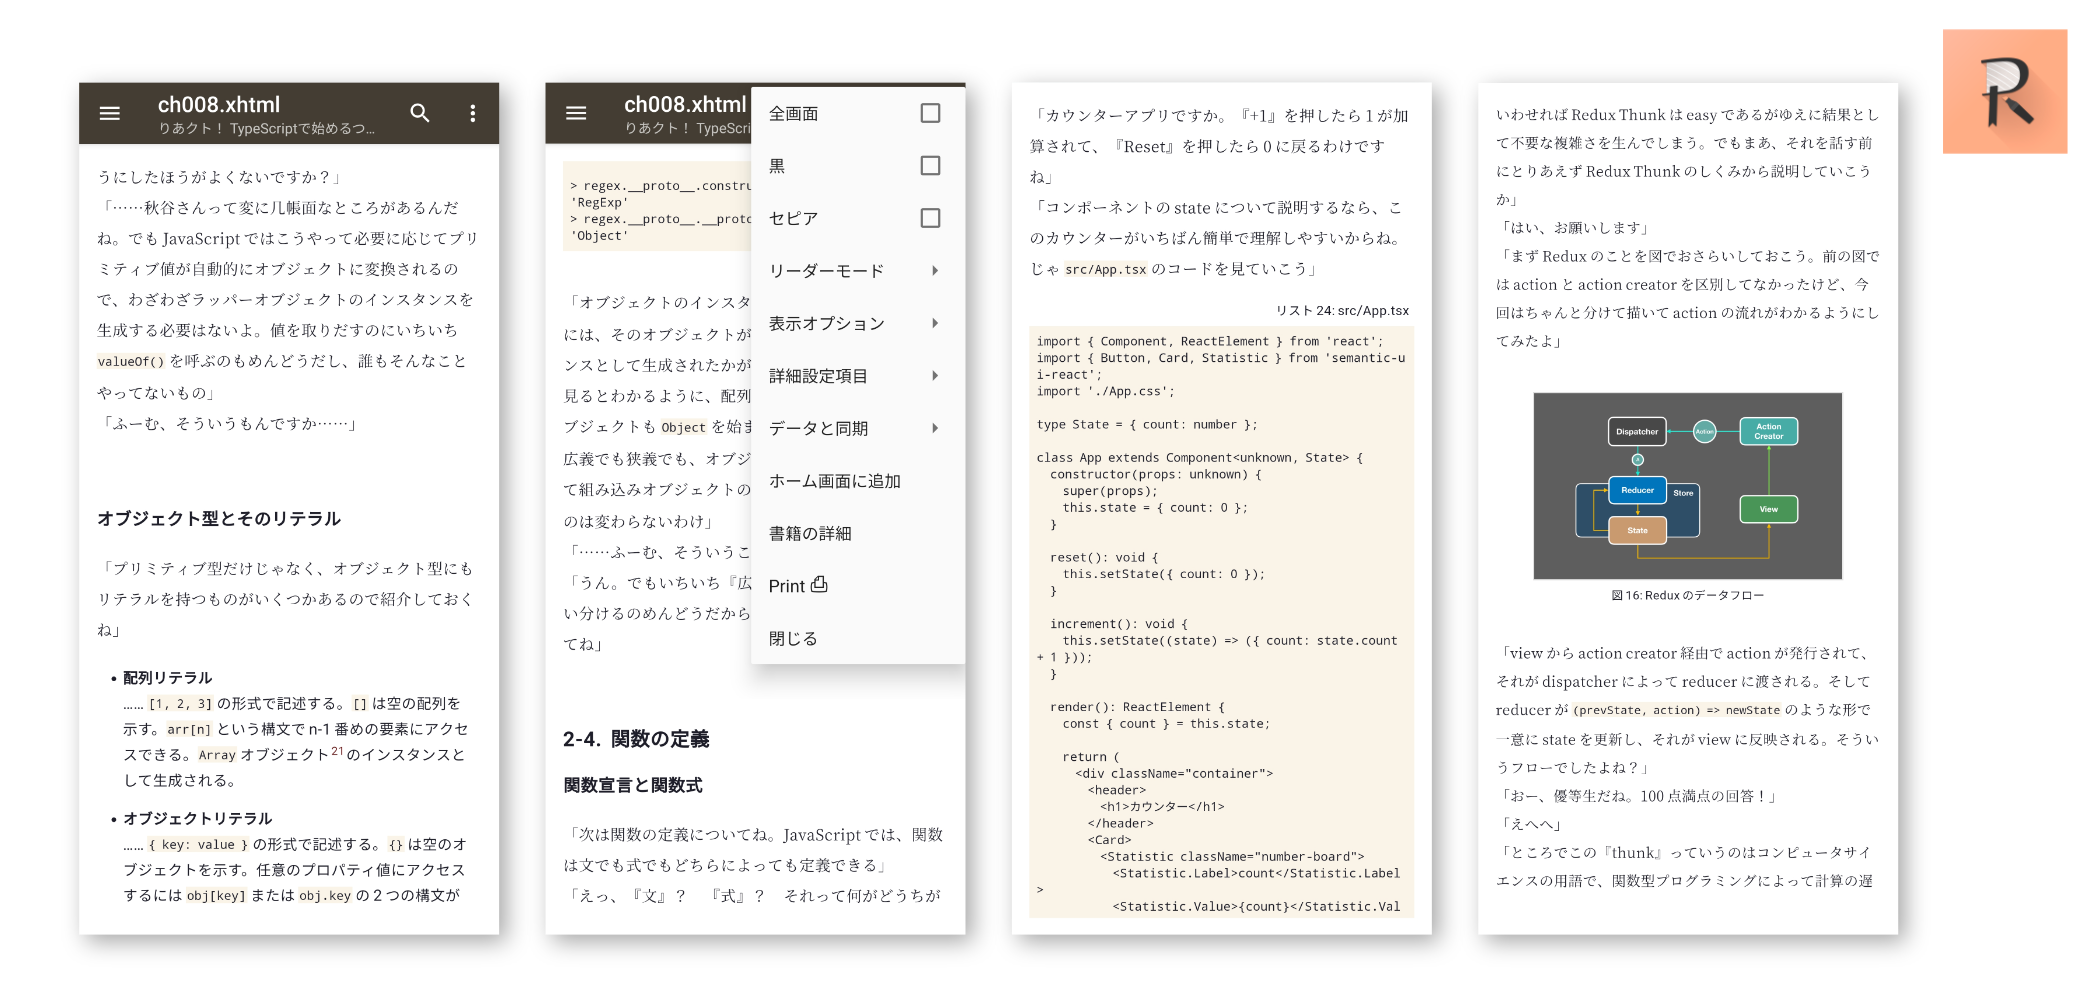 ch008.xhtml
りあクト！ TypeScriptで始めるつ...
うにしたほうがよくないですか？」
「……秋谷さんって変に几帳面なところがあるんだ
ね。でも JavaScript ではこうやって必要に応じてプリ
ミティブ値が自動的にオブジェクトに変換されるの
で、わざわざラッパーオブジェクトのインスタンスを
生成する必要はないよ。値を取りだすのにいちいち
valueOf() を呼ぶのもめんどうだし、誰もそんなこと
やってないもの」
「ふーむ、そういうもんですか……」
オブジェクト型とそのリテラル
「プリミティブ型だけじゃなく、オブジェクト型にも
リテラルを持つものがいくつかあるので紹介しておく
ね」
• 配列リテラル
…… [1, 2, 3] の形式で記述する。[] は空の配列を
示す。arr[n] という構文で n-1 番めの要素にアクセ
スできる。Array オブジェクト21のインスタンスと
して生成される。
• オブジェクトリテラル
…… { key: value } の形式で記述する。{} は空のオ
ブジェクトを示す。任意のプロパティ値にアクセス
するには obj[key] または obj.key の 2 つの構文が
ch008.xhtml
りあクト！ TypeScri
> regex.__proto__.constru
'RegExp'
> regex.__proto__.__proto
'Object'
「オブジェクトのインスタ
には、そのオブジェクトが
ンスとして生成されたかが
見るとわかるように、配列
ブジェクトも Object を始ま
広義でも狭義でも、オブジ
て組み込みオブジェクトの
のは変わらないわけ」
「……ふーむ、そういうこ
「うん。でもいちいち『広
い分けるのめんどうだから
てね」
2-4. 関数の定義
関数宣言と関数式
「次は関数の定義についてね。JavaScript では、関数
は文でも式でもどちらによっても定義できる」
「えっ、『文』？　『式』？　それって何がどうちが
全画面
黒
セピア
リーダーモード
表示オプション
詳細設定項目
データと同期
ホーム画面に追加
書籍の詳細
Print
閉じる
「カウンターアプリですか。『+1』を押したら 1 が加
算されて、『Reset』を押したら 0 に戻るわけです
ね」
「コンポーネントの state について説明するなら、こ
のカウンターがいちばん簡単で理解しやすいからね。
じゃ src/App.tsx のコードを見ていこう」
リスト 24: src/App.tsx
import { Component, ReactElement } from 'react';
import { Button, Card, Statistic } from 'semantic-u
i-react';
import './App.css';
type State = { count: number };
class App extends Component<unknown, State> {
constructor(props: unknown) {
super(props);
this.state = { count: 0 };
}
reset(): void {
this.setState({ count: 0 });
}
increment(): void {
this.setState((state) => ({ count: state.count
+ 1 }));
}
render(): ReactElement {
const { count } = this.state;
return (
<div className="container">
<header>
<h1>カウンター</h1>
</header>
<Card>
<Statistic className="number-board">
<Statistic.Label>count</Statistic.Label
>
<Statistic.Value>{count}</Statistic.Val
いわせれば Redux Thunk は easy であるがゆえに結果とし
て不要な複雑さを生んでしまう。でもまあ、それを話す前
にとりあえず Redux Thunk のしくみから説明していこう
か」
「はい、お願いします」
「まず Redux のことを図でおさらいしておこう。前の図で
は action と action creator を区別してなかったけど、今
回はちゃんと分けて描いて action の流れがわかるようにし
てみたよ」
Dispatcher
Action
Action
Creator
Reducer
Store
State
View
図 16: Redux のデータフロー
「view から action creator 経由で action が発行されて、
それが dispatcher によって reducer に渡される。そして
reducer が (prevState, action) => newState のような形で
一意に state を更新し、それが view に反映される。そうい
うフローでしたよね？」
「おー、優等生だね。100 点満点の回答！」
「えへへ」
「ところでこの『thunk』っていうのはコンピュータサイ
エンスの用語で、関数型プログラミングによって計算の遅
R